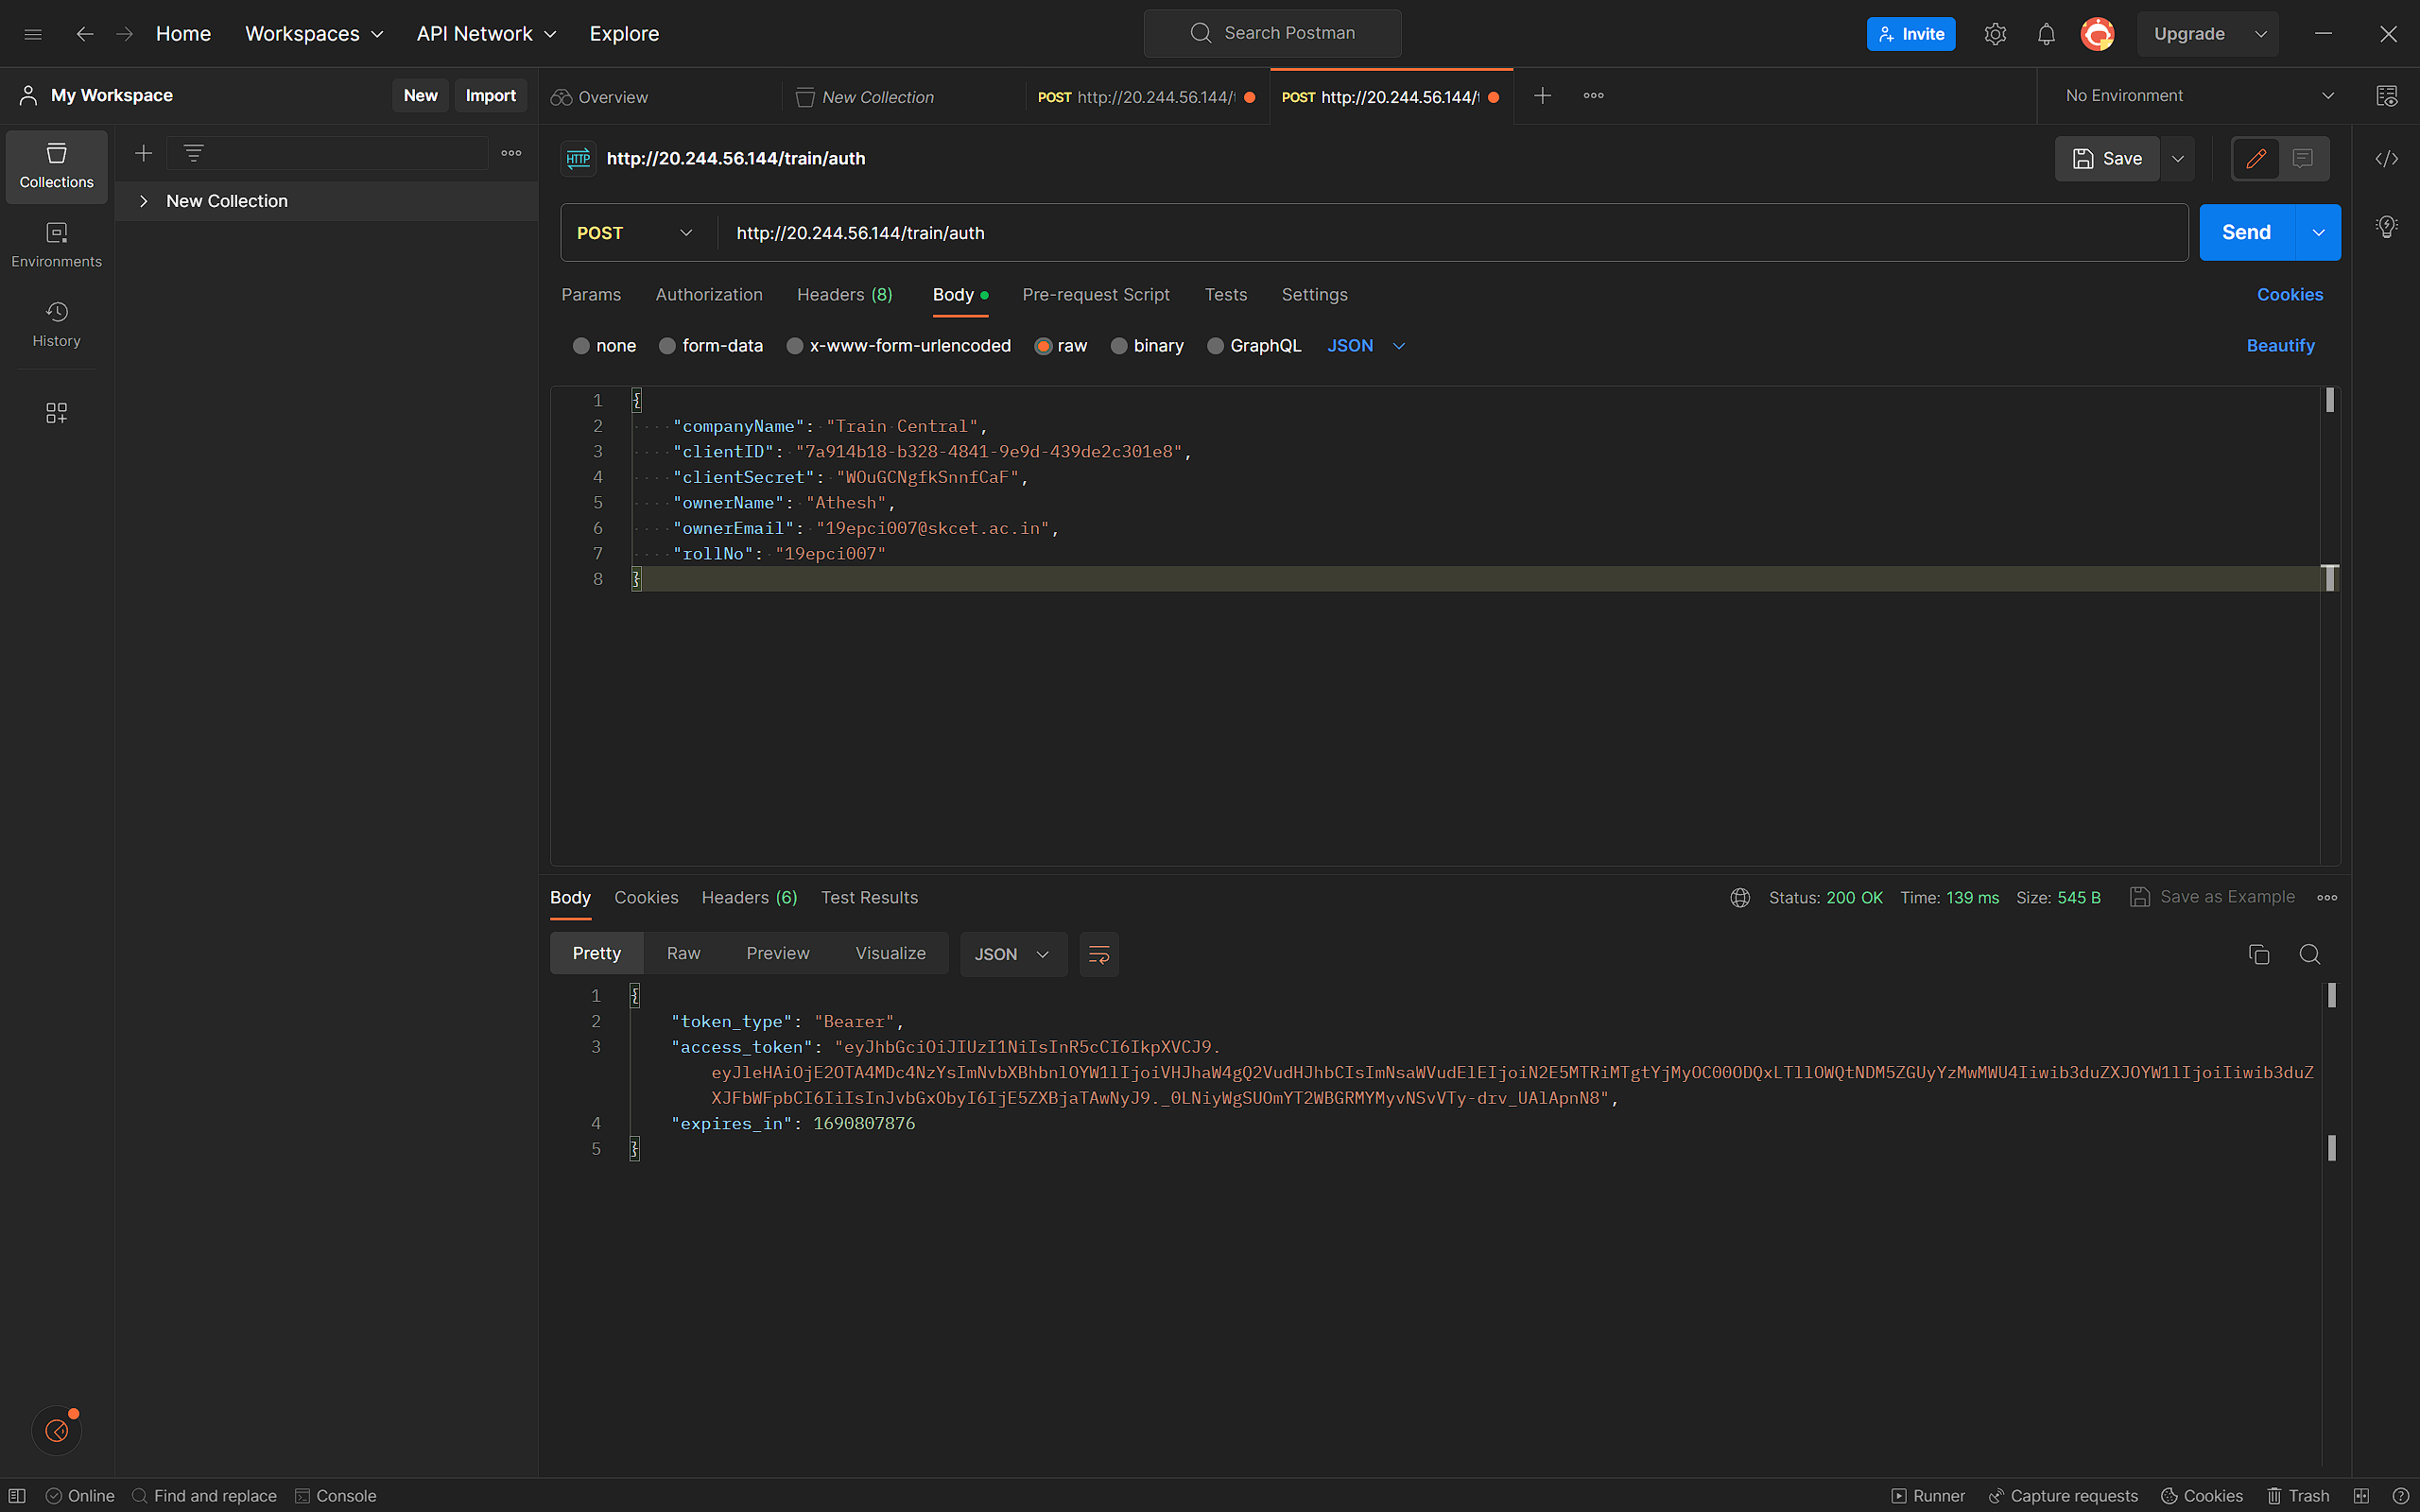 Home Workspaces API Network Explore Search Postman Invite Upgrade
My Workspace New Import Overview New Collection POST http://20.244.56.144/t POST http://20.244.56.144/t No Environment
Collections
New Collection
Environments
History
HTTP http://20.244.56.144/train/auth Save
POST http://20.244.56.144/train/auth Send
Params Authorization Headers (8) Body Pre-request Script Tests Settings Cookies
none form-data x-www-form-urlencoded raw binary GraphQL JSON Beautify
1 {
2 "companyName": "Train Central",
3 "clientID": "7a914b18-b328-4841-9e9d-439de2c301e8",
4 "clientSecret": "WOuGCNgfkSnnfCaF",
5 "ownerName": "Athesh",
6 "ownerEmail": "19epci007@skcet.ac.in",
7 "rollNo": "19epci007"
8 }
Body Cookies Headers (6) Test Results Status: 200 OK Time: 139 ms Size: 545 B Save as Example
Pretty Raw Preview Visualize JSON
1 {
2 "token_type": "Bearer",
3 "access_token": "eyJhbGciOiJIUzI1NiIsInR5cCI6IkpXVCJ9.
eyJleHAiOjE2OTA4MDc4NzYsImNvbXBhbnlOYW1lIjoiVHJhaW4gQ2VudHJhbCIsImNsaWVudElEIjoiN2E5MTRiMTgtYjMyOC00ODQxLTllOWQtNDM5ZGUyYzMwMWU4Iiwib3duZXJOYW1lIjoiIiwib3duZ
XJFbWFpbCI6IiIsInJvbGxObyI6IjE5ZXBjaTAwNyJ9._0LNiyWgSUOmYT2WBGRMYMyvNSvVTy-drv_UAlApnN8",
4 "expires_in": 1690807876
5 }
Online Find and replace Console Runner Capture requests Cookies Trash